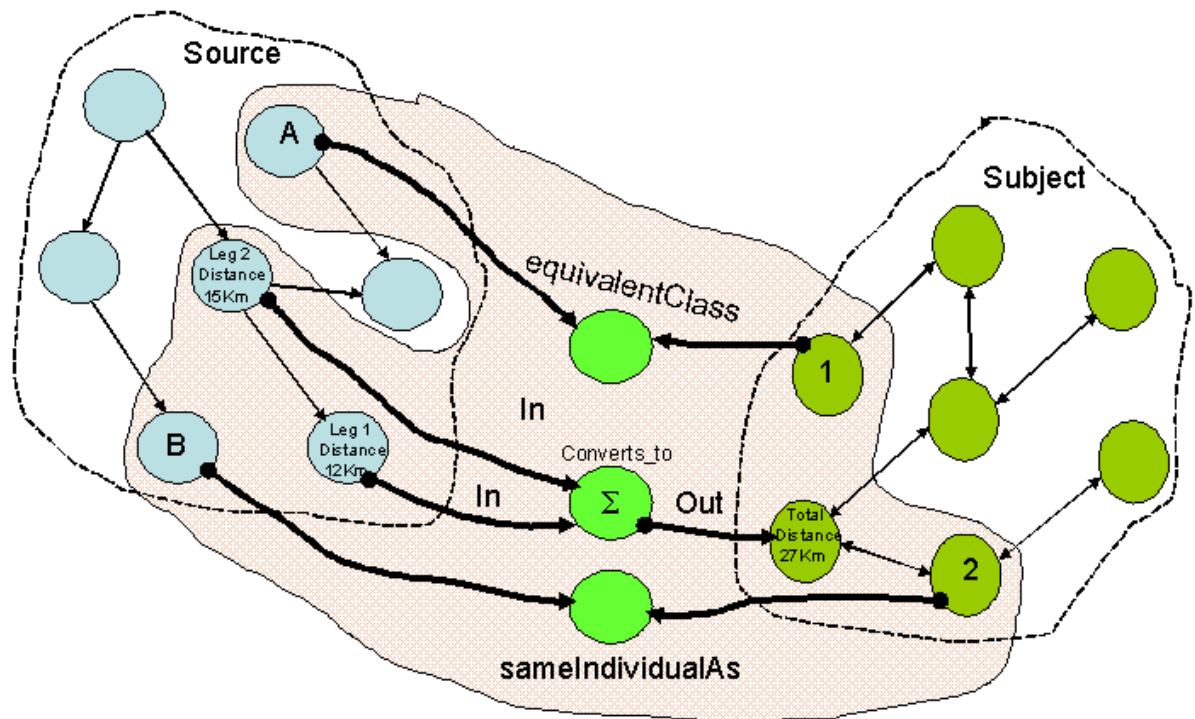 Source
A
Subject
Leg 2
Distance
15Km
equivalentClass
1
In
B
Leg 1
Distance
12Km
Converts_to
In
Σ
Out
Total
Distance
27Km
2
sameIndividualAs